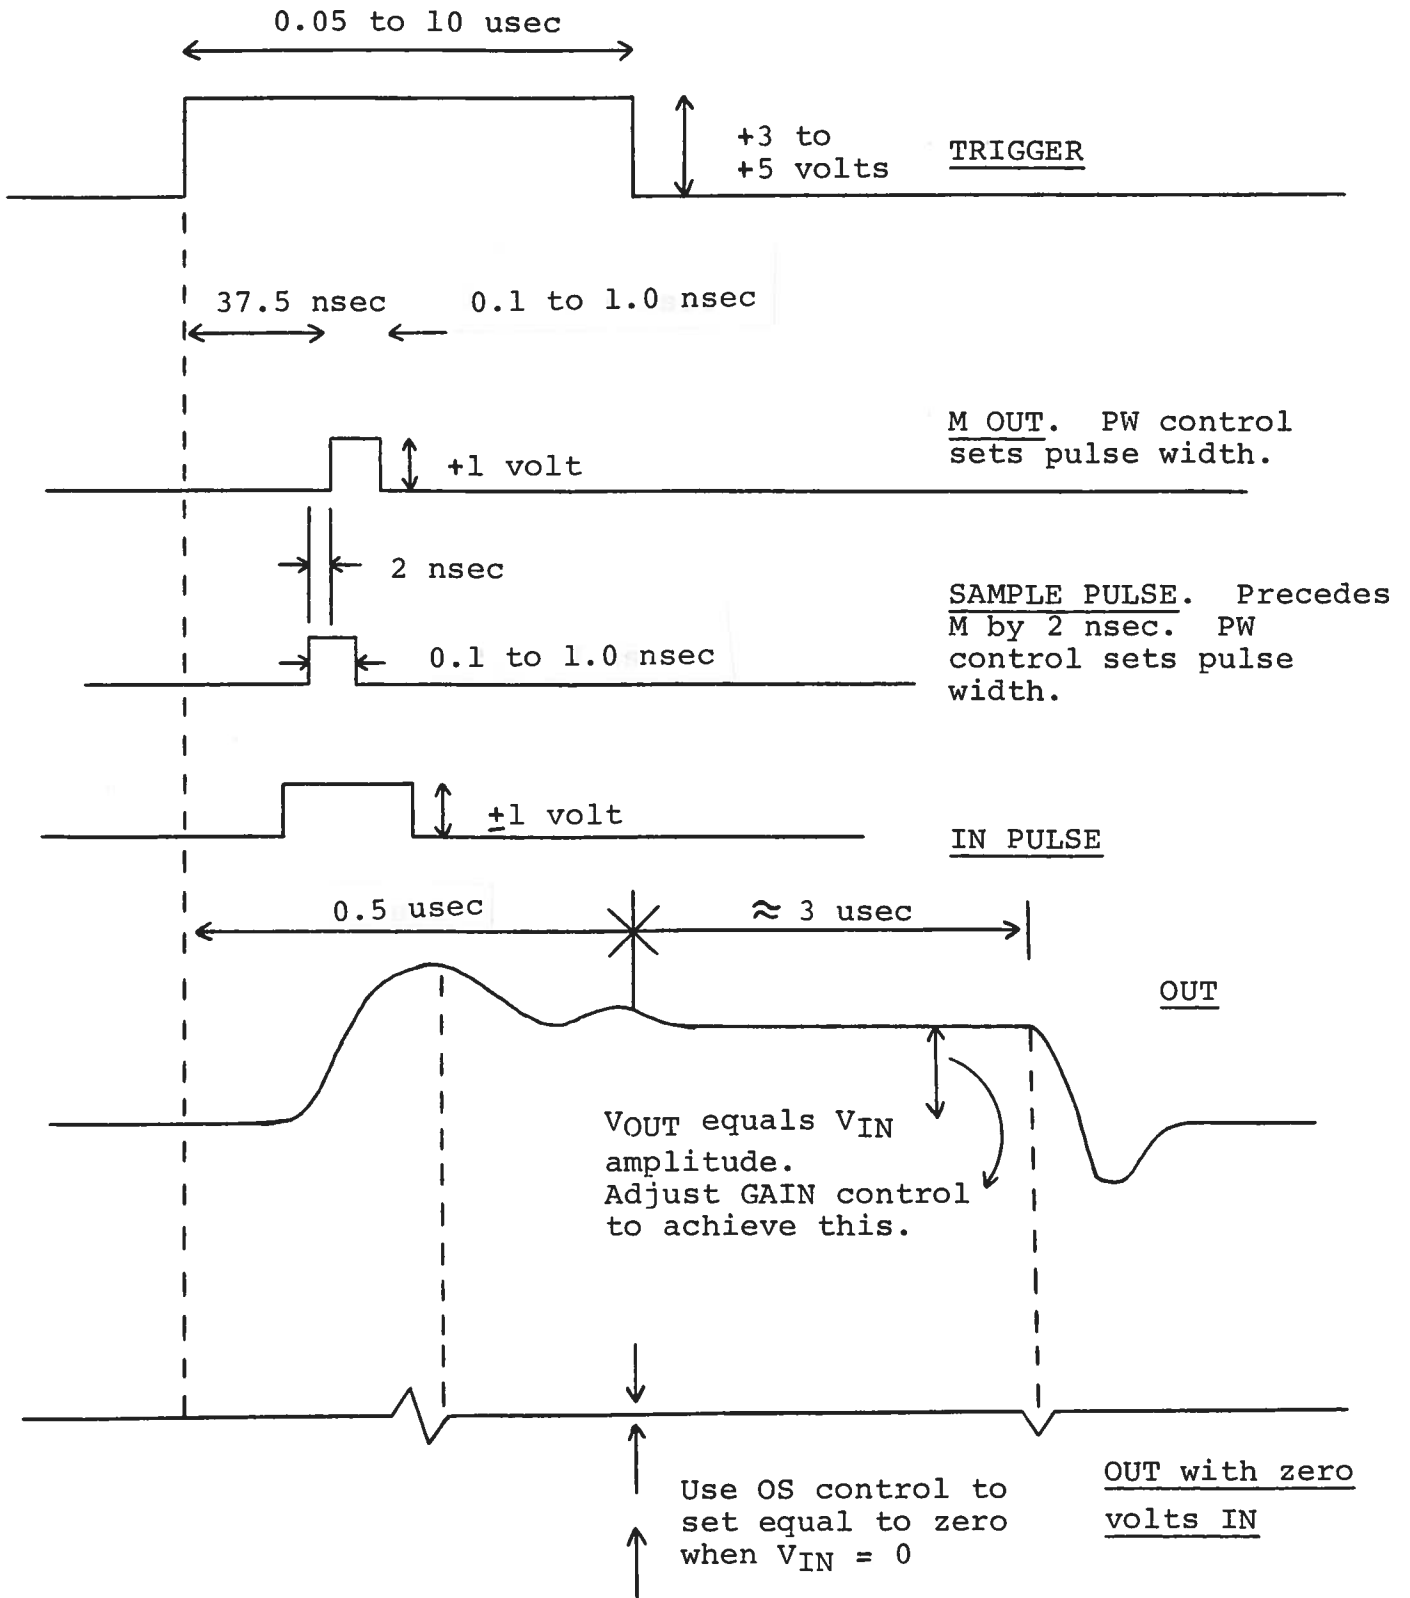 0.05 to 10 usec
+3 to
+5 volts
TRIGGER
37.5 nsec
0.1 to 1.0 nsec
M OUT. PW control
sets pulse width.
+1 volt
2 nsec
SAMPLE PULSE. Precedes
M by 2 nsec. PW
control sets pulse
width.
0.1 to 1.0 nsec
±1 volt
IN PULSE
0.5 usec
≈ 3 usec
OUT
VOUT equals VIN
amplitude.
Adjust GAIN control
to achieve this.
Use OS control to
set equal to zero
when VIN = 0
OUT with zero
volts IN